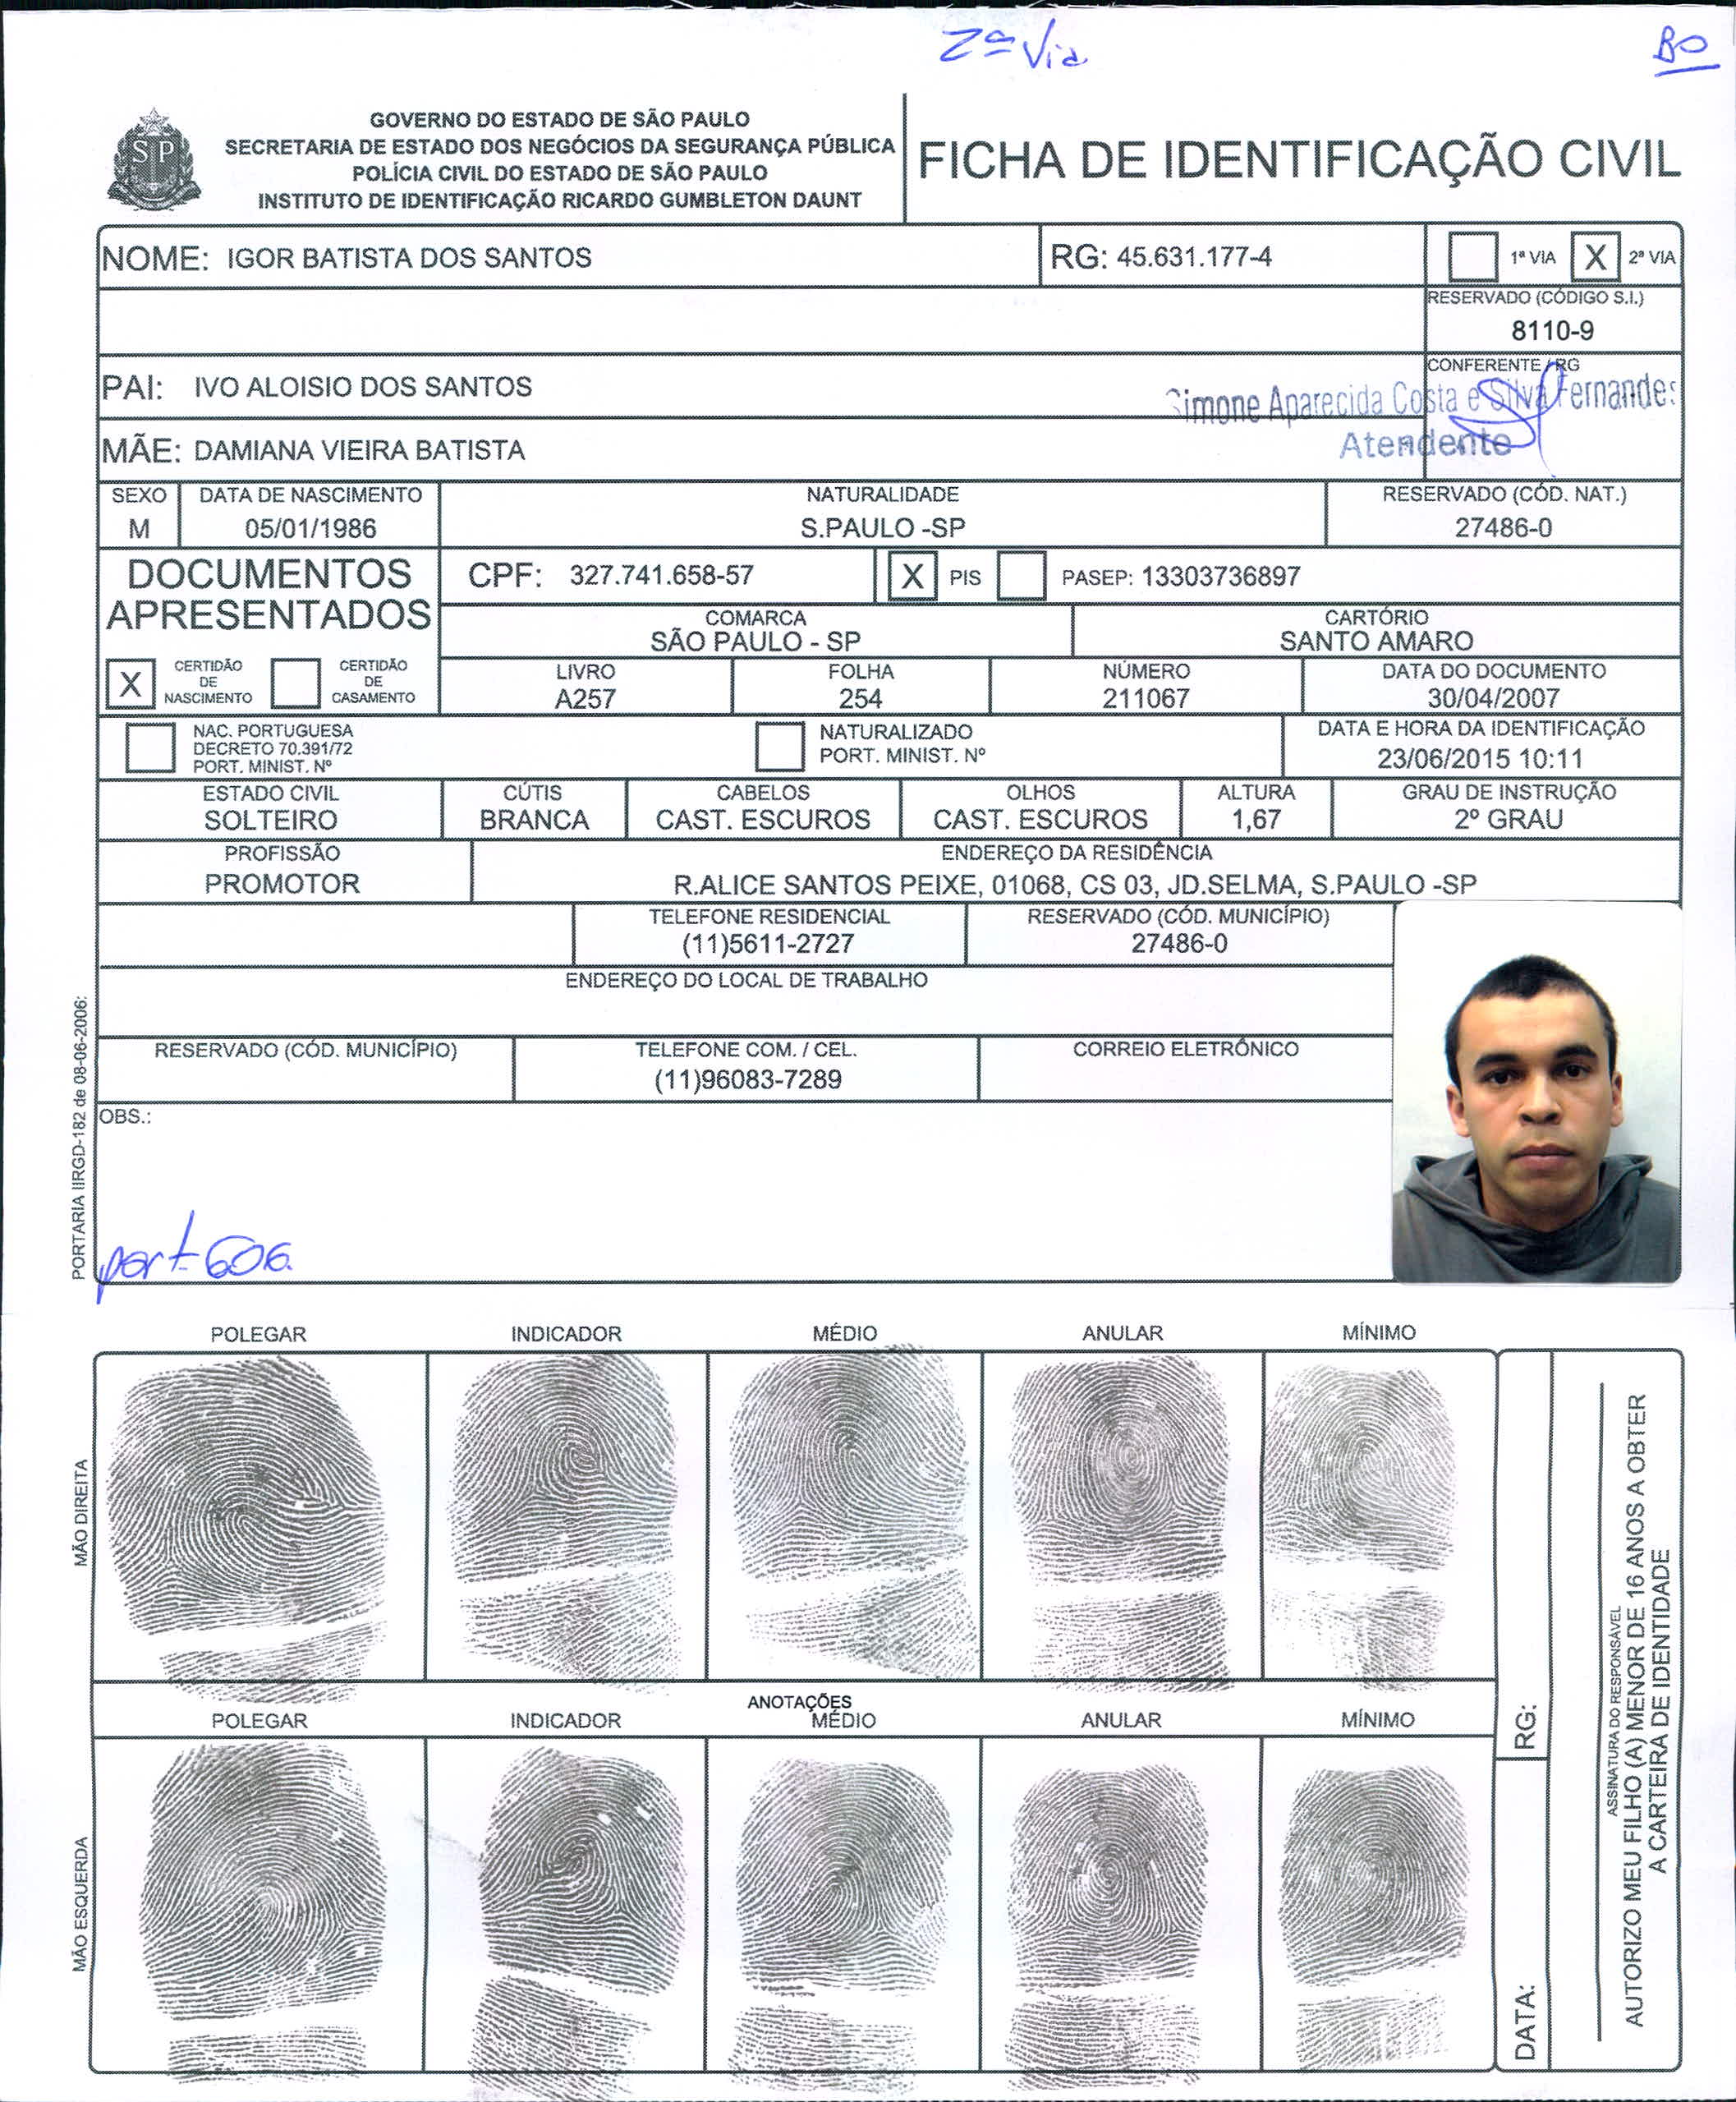 2ª Via
BO
GOVERNO DO ESTADO DE SÃO PAULO
SECRETARIA DE ESTADO DOS NEGÓCIOS DA SEGURANÇA PÚBLICA
POLÍCIA CIVIL DO ESTADO DE SÃO PAULO
INSTITUTO DE IDENTIFICAÇÃO RICARDO GUMBLETON DAUNT
SP
FICHA DE IDENTIFICAÇÃO CIVIL
NOME: IGOR BATISTA DOS SANTOS
RG: 45.631.177-4
1ª VIA X 2ª VIA
RESERVADO (CÓDIGO S.I.)
8110-9
PAI: IVO ALOISIO DOS SANTOS
CONFERENTE / RG
Simone Aparecida Costa e Silva Fernandes
Atendente
MÃE: DAMIANA VIEIRA BATISTA
SEXO
M
DATA DE NASCIMENTO
05/01/1986
NATURALIDADE
S.PAULO -SP
RESERVADO (CÓD. NAT.)
27486-0
DOCUMENTOS
APRESENTADOS
CPF: 327.741.658-57
X PIS PASEP: 13303736897
COMARCA
SÃO PAULO - SP
CARTÓRIO
SANTO AMARO
X CERTIDÃO
DE
NASCIMENTO
CERTIDÃO
DE
CASAMENTO
LIVRO
A257
FOLHA
254
NÚMERO
211067
DATA DO DOCUMENTO
30/04/2007
NAC. PORTUGUESA
DECRETO 70.391/72
PORT. MINIST. Nº
NATURALIZADO
PORT. MINIST. Nº
DATA E HORA DA IDENTIFICAÇÃO
23/06/2015 10:11
ESTADO CIVIL
SOLTEIRO
CÚTIS
BRANCA
CABELOS
CAST. ESCUROS
OLHOS
CAST. ESCUROS
ALTURA
1,67
GRAU DE INSTRUÇÃO
2º GRAU
PROFISSÃO
PROMOTOR
ENDEREÇO DA RESIDÊNCIA
R.ALICE SANTOS PEIXE, 01068, CS 03, JD.SELMA, S.PAULO -SP
TELEFONE RESIDENCIAL
(11)5611-2727
RESERVADO (CÓD. MUNICÍPIO)
27486-0
ENDEREÇO DO LOCAL DE TRABALHO
RESERVADO (CÓD. MUNICÍPIO)
TELEFONE COM. / CEL.
(11)96083-7289
CORREIO ELETRÔNICO
OBS.:
port 606
PORTARIA IIRGD-182 de 08-06-2006:
POLEGAR INDICADOR MÉDIO ANULAR MÍNIMO
MÃO DIREITA
ANOTAÇÕES
POLEGAR INDICADOR MÉDIO ANULAR MÍNIMO
MÃO ESQUERDA
RG:
DATA:
ASSINATURA DO RESPONSÁVEL
AUTORIZO MEU FILHO (A) MENOR DE 16 ANOS A OBTER
A CARTEIRA DE IDENTIDADE